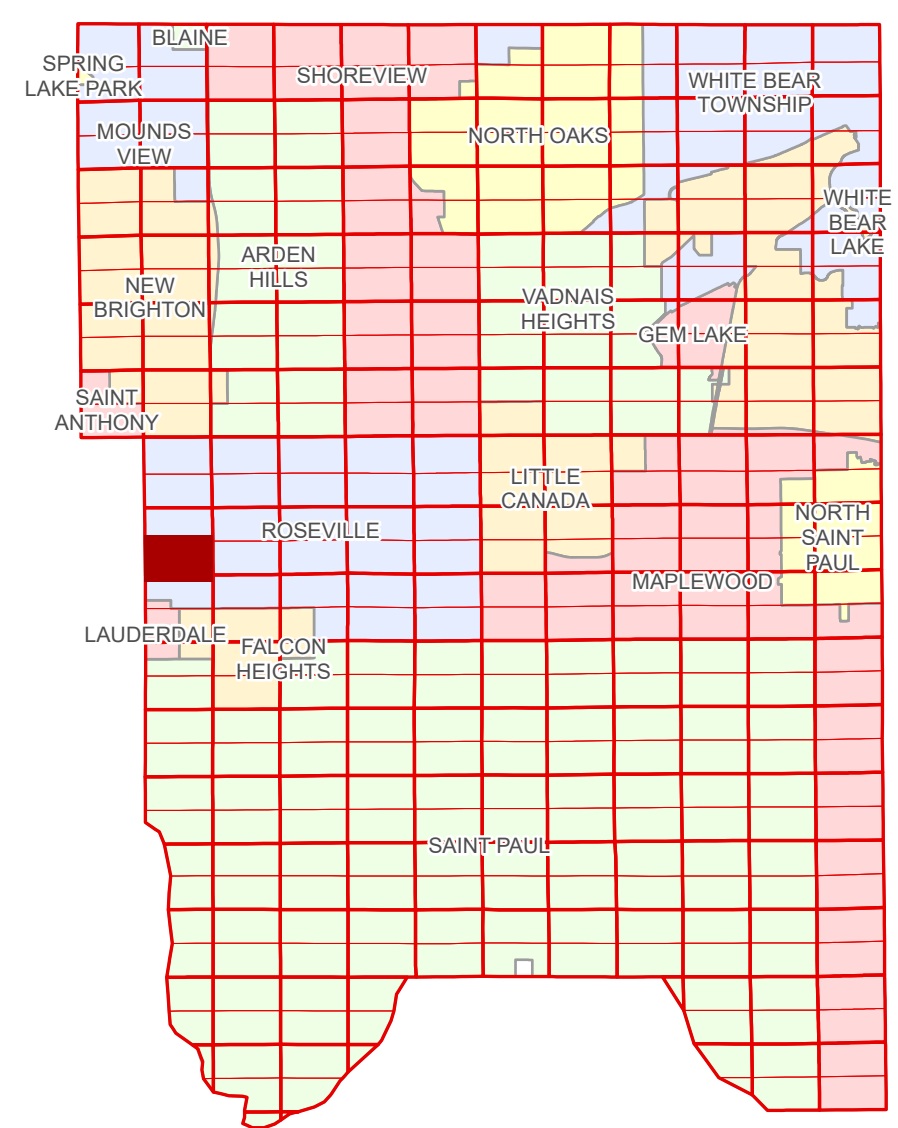 BLAINE
SPRING
LAKE PARK
SHOREVIEW
WHITE BEAR
TOWNSHIP
MOUNDS
VIEW
NORTH OAKS
WHITE
BEAR
LAKE
ARDEN
HILLS
NEW
BRIGHTON
VADNAIS
HEIGHTS
GEM LAKE
SAINT
ANTHONY
LITTLE
CANADA
NORTH
SAINT
PAUL
ROSEVILLE
MAPLEWOOD
LAUDERDALE
FALCON
HEIGHTS
SAINT PAUL